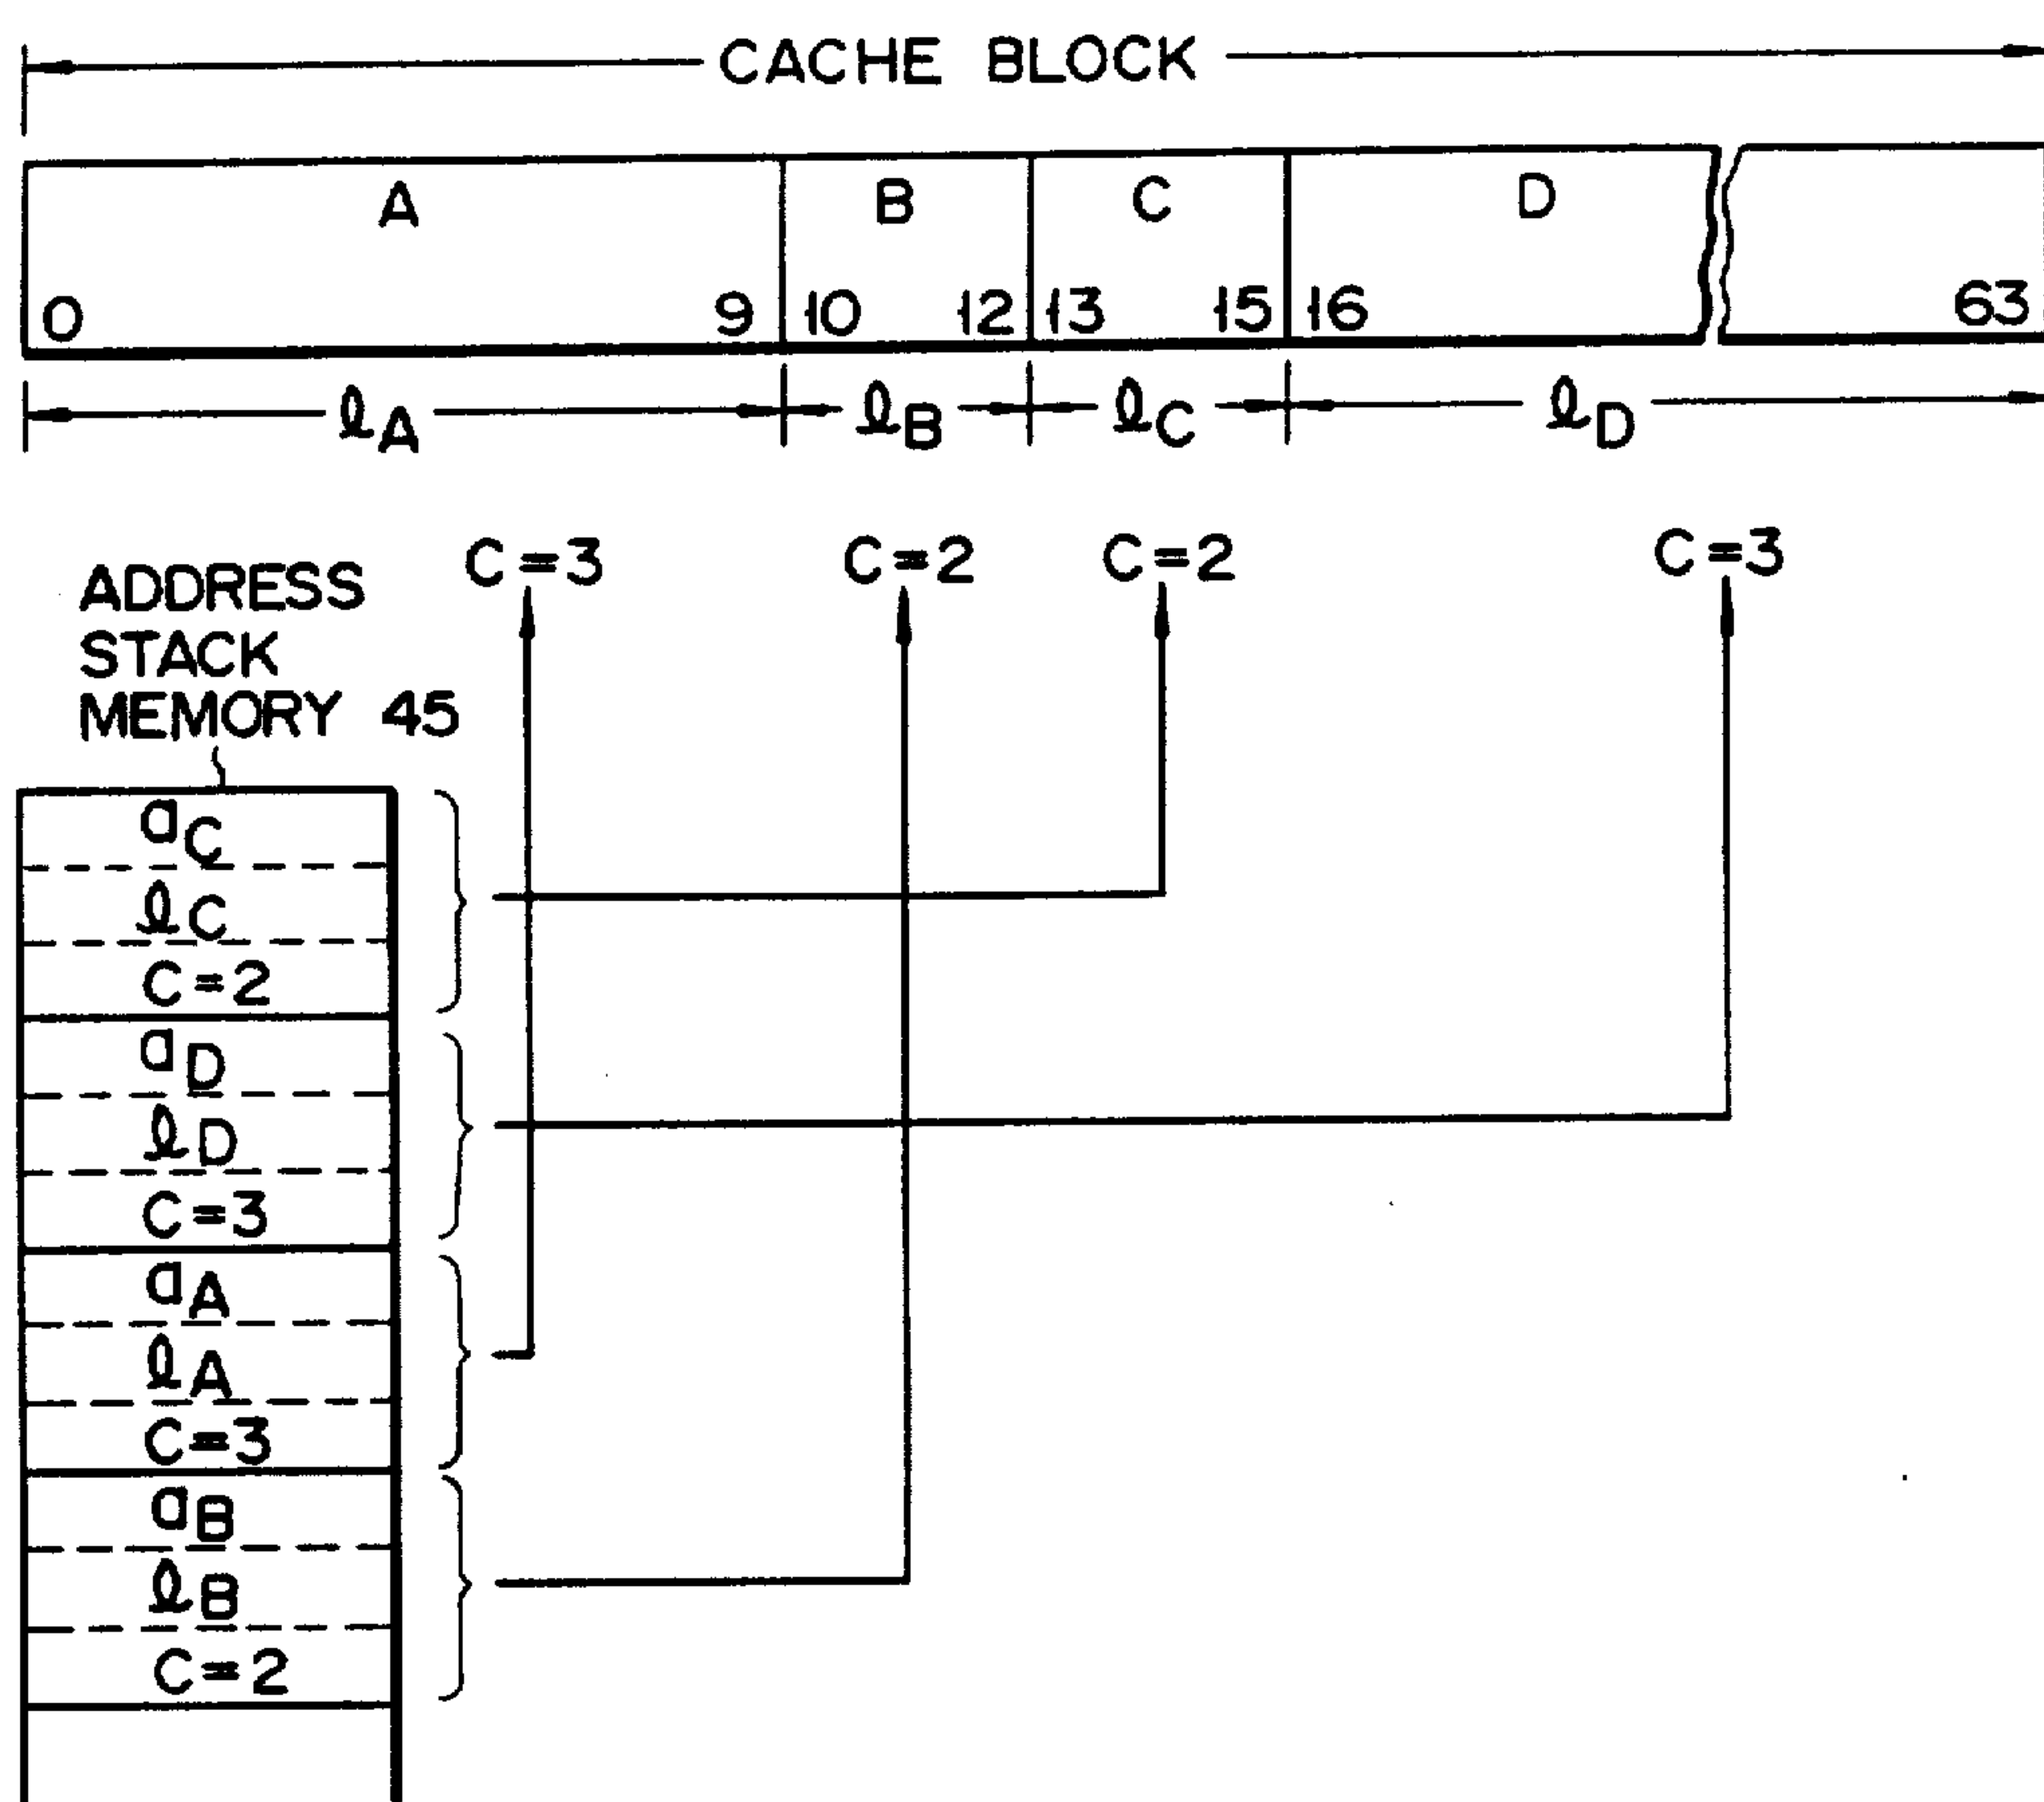 CACHE BLOCK
A B C D
0 9 10 12 13 15 16 63
ℓA ℓB ℓC ℓD
C=3 C=2 C=2 C=3
ADDRESS
STACK
MEMORY 45
aC
ℓC
C=2
aD
ℓD
C=3
aA
ℓA
C=3
aB
ℓB
C=2